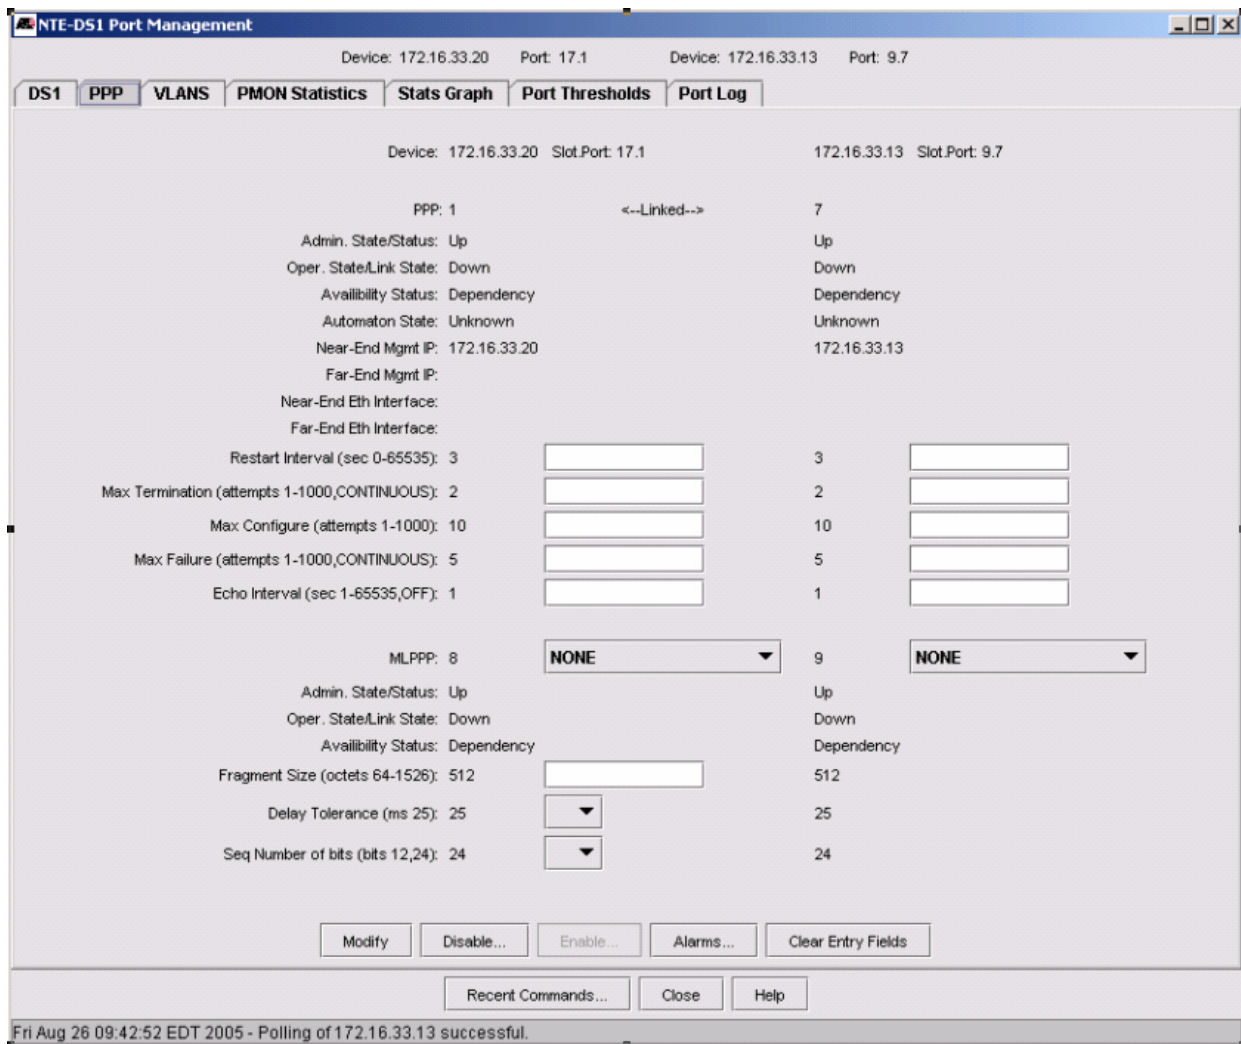 NTE-DS1 Port Management
Device: 172.16.33.20 Port: 17.1 Device: 172.16.33.13 Port: 9.7
DS1 PPP VLANS PMON Statistics Stats Graph Port Thresholds Port Log
Device: 172.16.33.20 Slot.Port: 17.1 172.16.33.13 Slot.Port: 9.7
PPP: 1 <--Linked--> 7
Admin. State/Status: Up Up
Oper. State/Link State: Down Down
Availibility Status: Dependency Dependency
Automaton State: Unknown Unknown
Near-End Mgmt IP: 172.16.33.20 172.16.33.13
Far-End Mgmt IP:
Near-End Eth Interface:
Far-End Eth Interface:
Restart Interval (sec 0-65535): 3 3
Max Termination (attempts 1-1000,CONTINUOUS): 2 2
Max Configure (attempts 1-1000): 10 10
Max Failure (attempts 1-1000,CONTINUOUS): 5 5
Echo Interval (sec 1-65535,OFF): 1 1
MLPPP: 8 NONE 9 NONE
Admin. State/Status: Up Up
Oper. State/Link State: Down Down
Availibility Status: Dependency Dependency
Fragment Size (octets 64-1526): 512 512
Delay Tolerance (ms 25): 25 25
Seq Number of bits (bits 12,24): 24 24
Modify Disable... Enable... Alarms... Clear Entry Fields
Recent Commands... Close Help
Fri Aug 26 09:42:52 EDT 2005 - Polling of 172.16.33.13 successful.